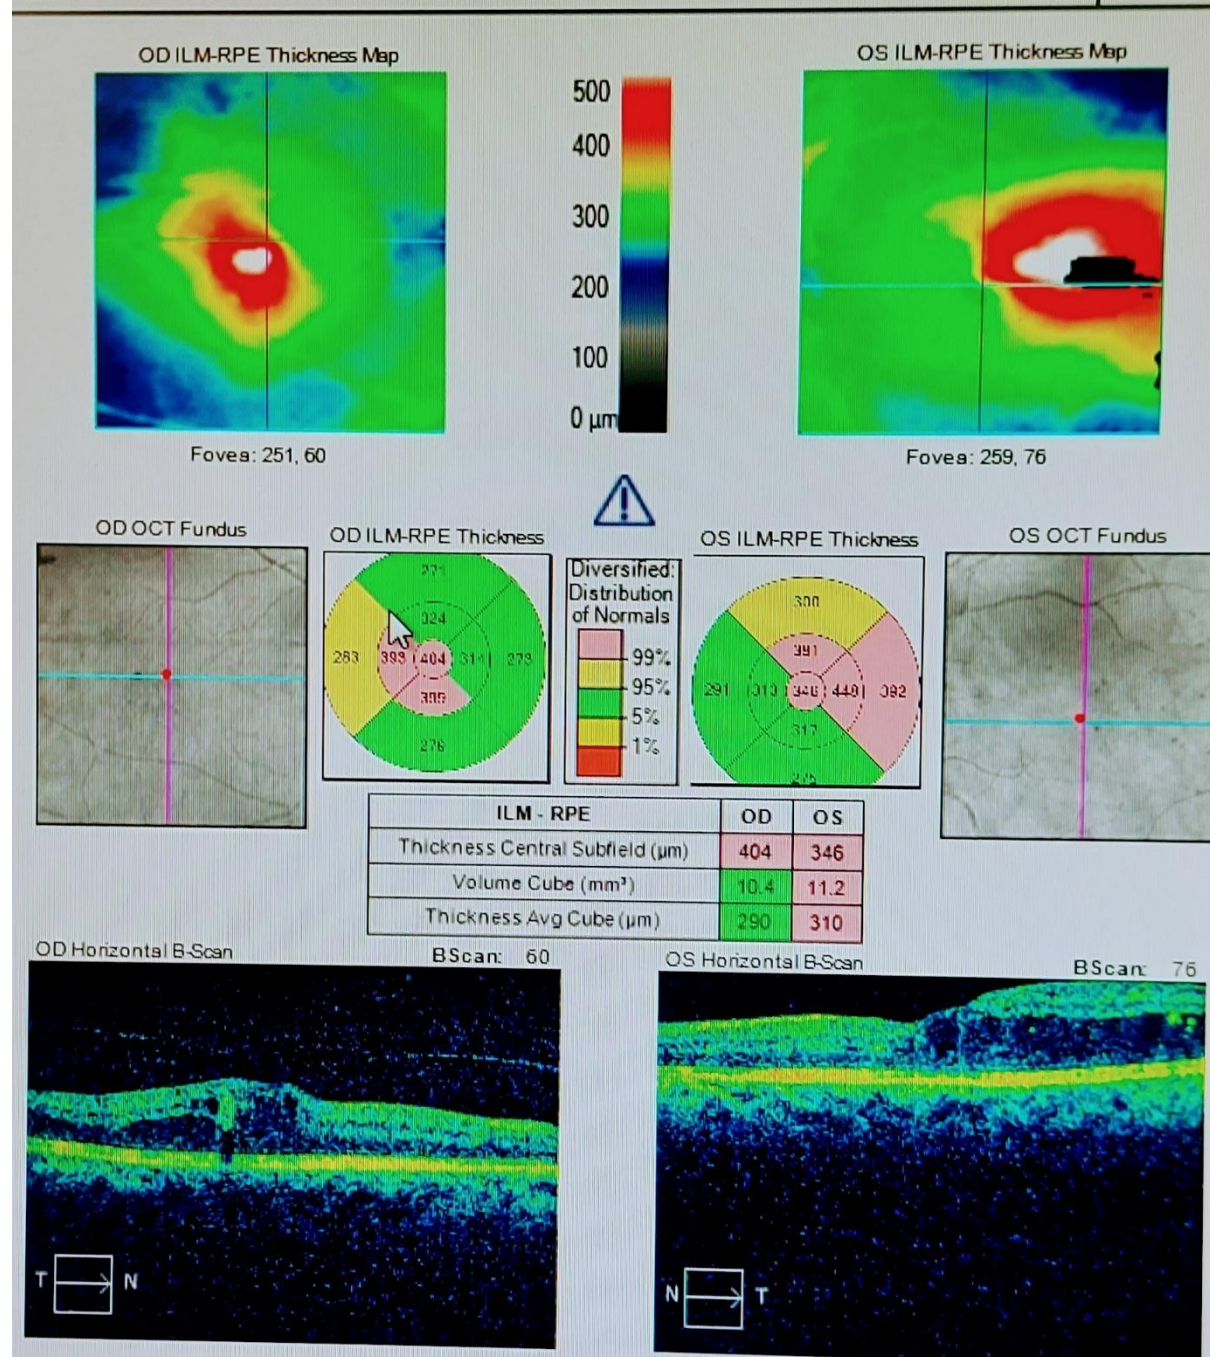 OD ILM-RPE Thickness Map
OS ILM-RPE Thickness Map
500
400
300
200
100
0 µm
Fovea: 251, 60
Fovea: 259, 76
OD OCT Fundus
OD ILM-RPE Thickness
OS ILM-RPE Thickness
OS OCT Fundus
Diversified:
Distribution
of Normals
99%
95%
5%
1%
271
324
283
393
404
314
273
276
300
391
291
313
346
449
392
317
275
ILM - RPE OD OS
Thickness Central Subfield (µm) 404 346
Volume Cube (mm³) 10.4 11.2
Thickness Avg Cube (µm) 290 310
OD Horizontal B-Scan
BScan: 60
OS Horizontal B-Scan
BScan: 76
T N
N T